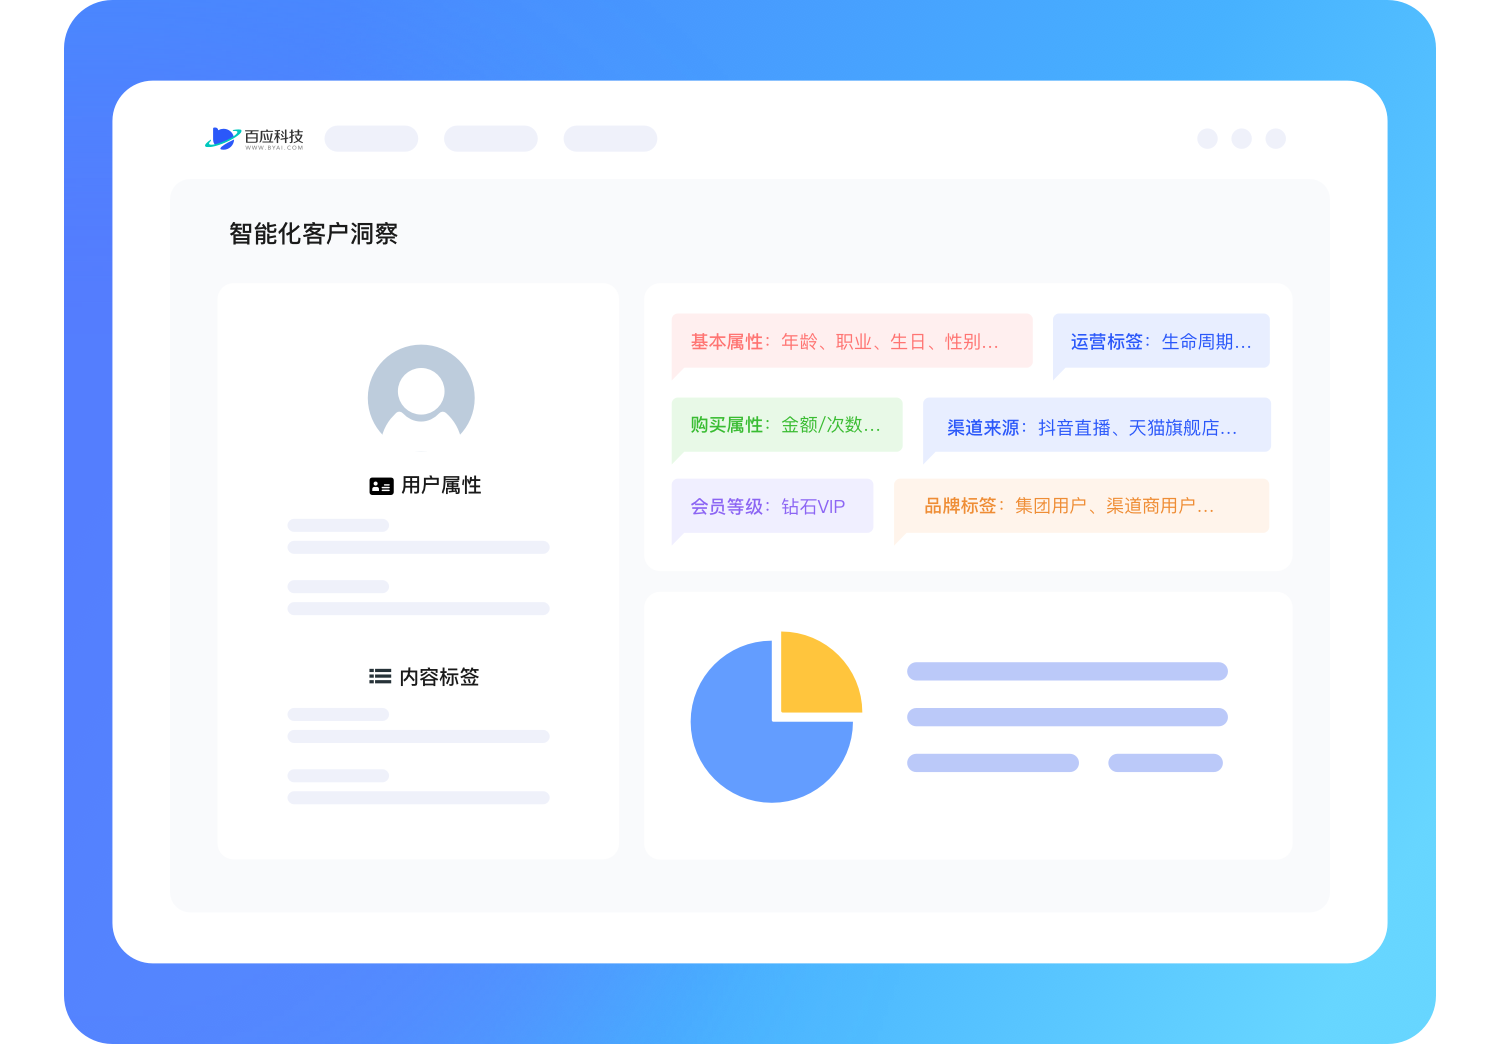 百应科技
WWW.BYAI.COM
智能化客户洞察
用户属性
内容标签
基本属性：年龄、职业、生日、性别...
运营标签：生命周期...
购买属性：金额/次数...
渠道来源：抖音直播、天猫旗舰店...
会员等级：钻石VIP
品牌标签：集团用户、渠道商用户...